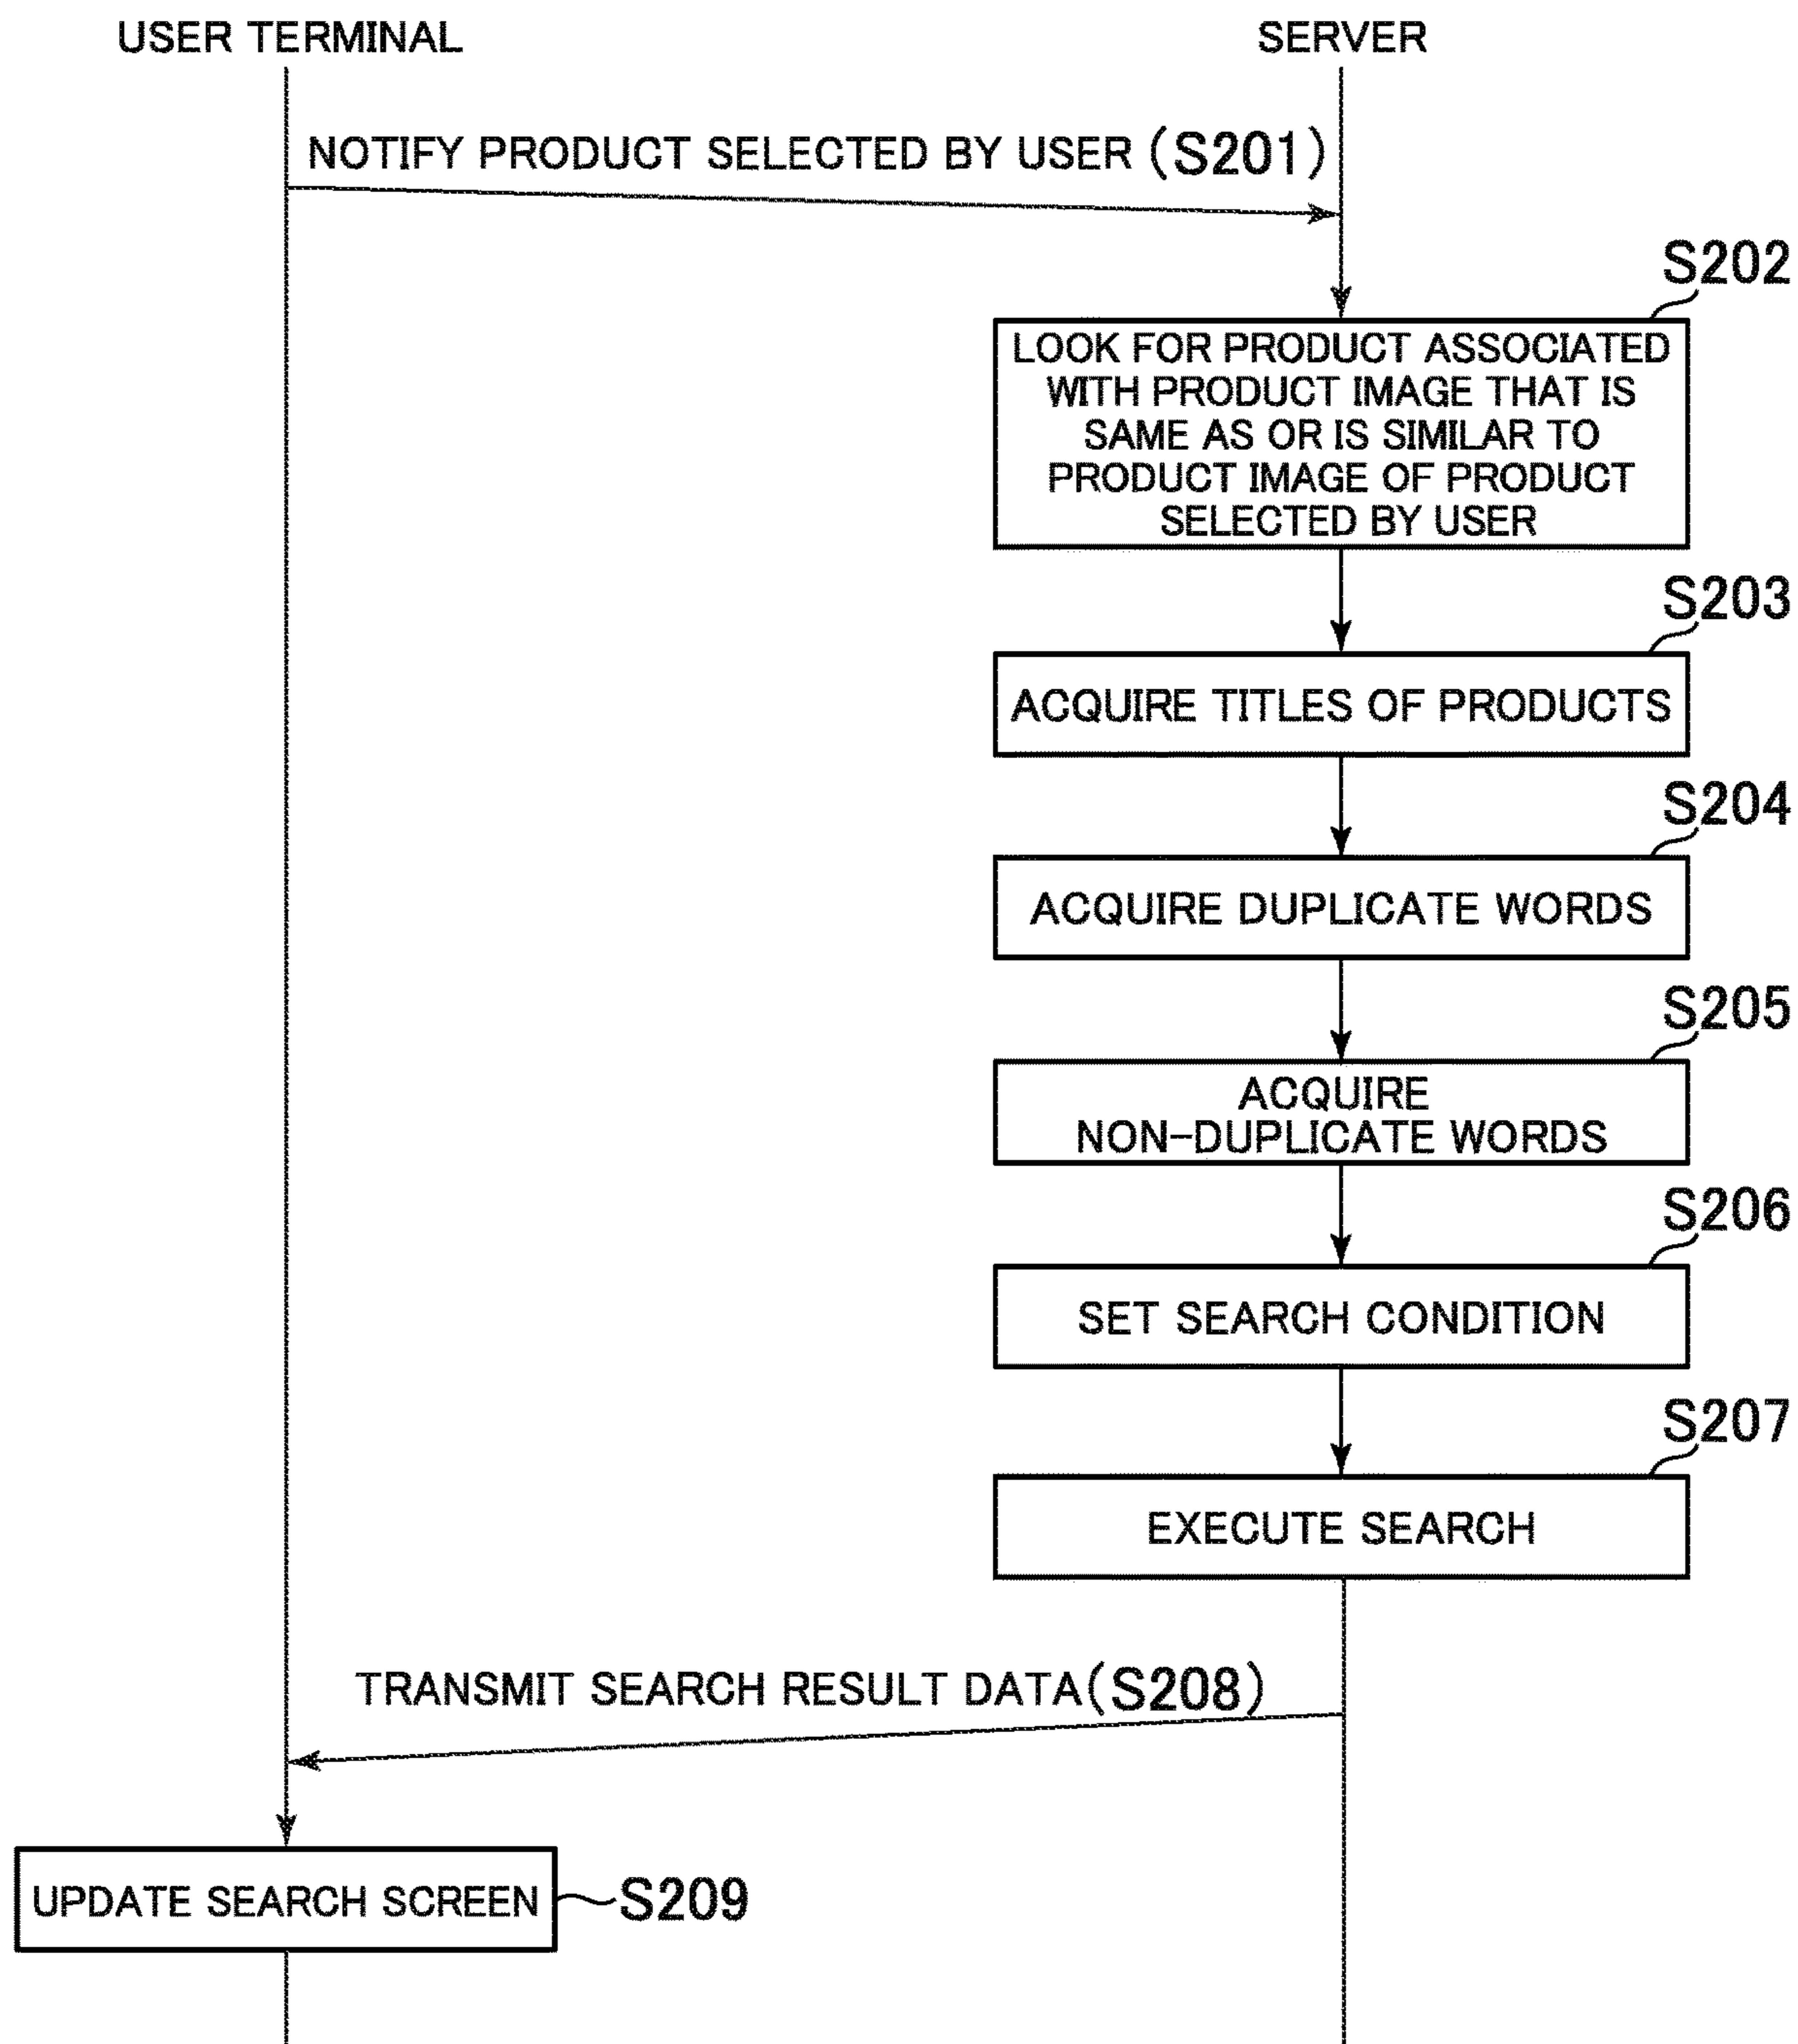 USER TERMINAL
SERVER
NOTIFY PRODUCT SELECTED BY USER (S201)
S202
LOOK FOR PRODUCT ASSOCIATED
WITH PRODUCT IMAGE THAT IS
SAME AS OR IS SIMILAR TO
PRODUCT IMAGE OF PRODUCT
SELECTED BY USER
S203
ACQUIRE TITLES OF PRODUCTS
S204
ACQUIRE DUPLICATE WORDS
S205
ACQUIRE
NON-DUPLICATE WORDS
S206
SET SEARCH CONDITION
S207
EXECUTE SEARCH
TRANSMIT SEARCH RESULT DATA(S208)
UPDATE SEARCH SCREEN
S209